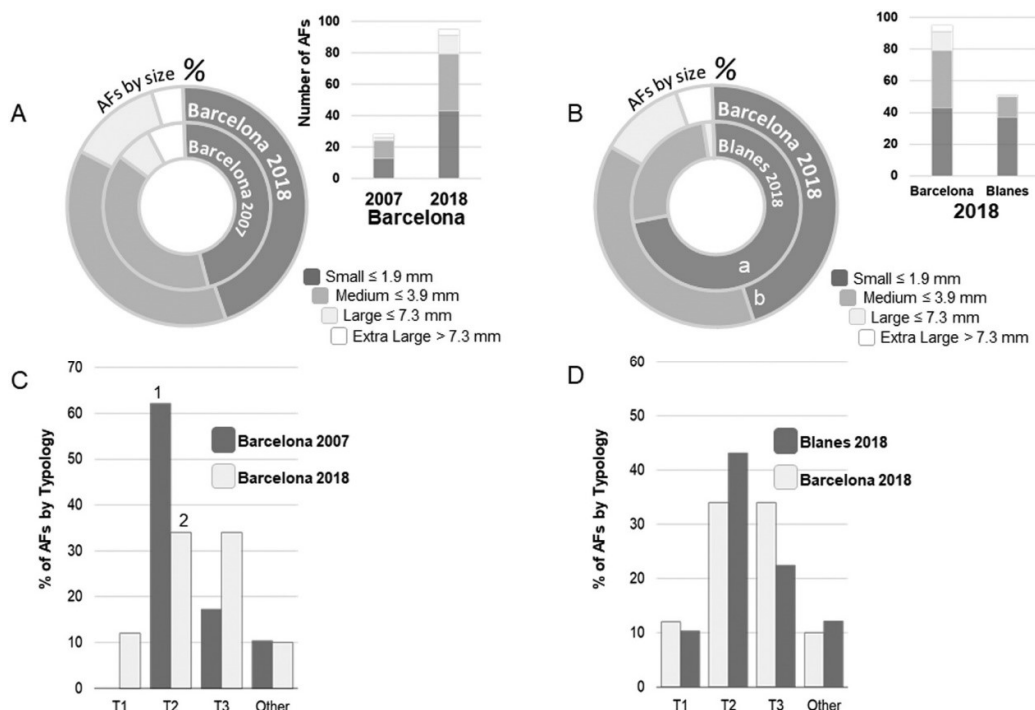 A
AFs by size %
Barcelona 2018
Barcelona 2007
Number of AFs
100
80
60
40
20
0
2007
2018
Barcelona
Small ≤ 1.9 mm
Medium ≤ 3.9 mm
Large ≤ 7.3 mm
Extra Large > 7.3 mm
B
AFs by size %
Barcelona 2018
Blanes 2018
a
b
100
80
60
40
20
0
Barcelona
Blanes
2018
Small ≤ 1.9 mm
Medium ≤ 3.9 mm
Large ≤ 7.3 mm
Extra Large > 7.3 mm
C
% of AFs by Typology
70
60
50
40
30
20
10
0
1
2
Barcelona 2007
Barcelona 2018
T1
T2
T3
Other
D
% of AFs by Typology
60
50
40
30
20
10
0
Blanes 2018
Barcelona 2018
T1
T2
T3
Other